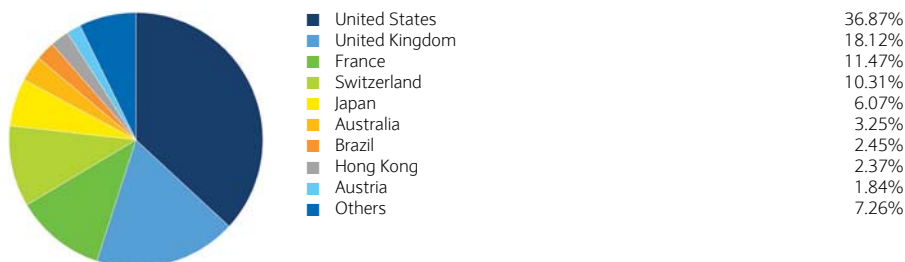 United States 36.87%
United Kingdom 18.12%
France 11.47%
Switzerland 10.31%
Japan 6.07%
Australia 3.25%
Brazil 2.45%
Hong Kong 2.37%
Austria 1.84%
Others 7.26%